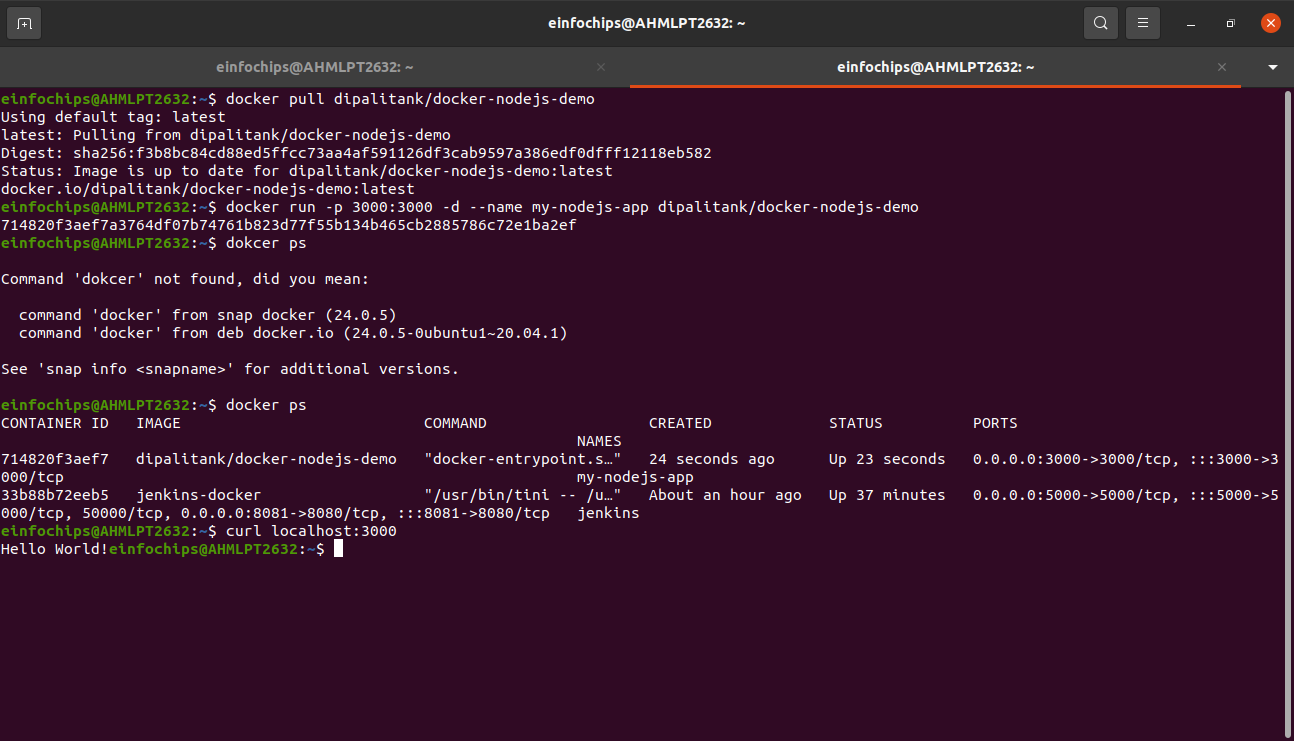 einfochips@AHMLPT2632: ~
einfochips@AHMLPT2632: ~
einfochips@AHMLPT2632: ~
einfochips@AHMLPT2632:~$ docker pull dipalitank/docker-nodejs-demo
Using default tag: latest
latest: Pulling from dipalitank/docker-nodejs-demo
Digest: sha256:f3b8bc84cd88ed5ffcc73aa4af591126df3cab9597a386edf0dfff12118eb582
Status: Image is up to date for dipalitank/docker-nodejs-demo:latest
docker.io/dipalitank/docker-nodejs-demo:latest
einfochips@AHMLPT2632:~$ docker run -p 3000:3000 -d --name my-nodejs-app dipalitank/docker-nodejs-demo
714820f3aef7a3764df07b74761b823d77f55b134b465cb2885786c72e1ba2ef
einfochips@AHMLPT2632:~$ dokcer ps
Command 'dokcer' not found, did you mean:
  command 'docker' from snap docker (24.0.5)
  command 'docker' from deb docker.io (24.0.5-0ubuntu1~20.04.1)
See 'snap info <snapname>' for additional versions.
einfochips@AHMLPT2632:~$ docker ps
CONTAINER ID   IMAGE                           COMMAND                  CREATED             STATUS          PORTS
                                                                NAMES
714820f3aef7   dipalitank/docker-nodejs-demo   "docker-entrypoint.s…"   24 seconds ago      Up 23 seconds   0.0.0.0:3000->3000/tcp, :::3000->3
000/tcp                                                         my-nodejs-app
33b88b72eeb5   jenkins-docker                  "/usr/bin/tini -- /u…"   About an hour ago   Up 37 minutes   0.0.0.0:5000->5000/tcp, :::5000->5
000/tcp, 50000/tcp, 0.0.0.0:8081->8080/tcp, :::8081->8080/tcp   jenkins
einfochips@AHMLPT2632:~$ curl localhost:3000
Hello World!einfochips@AHMLPT2632:~$